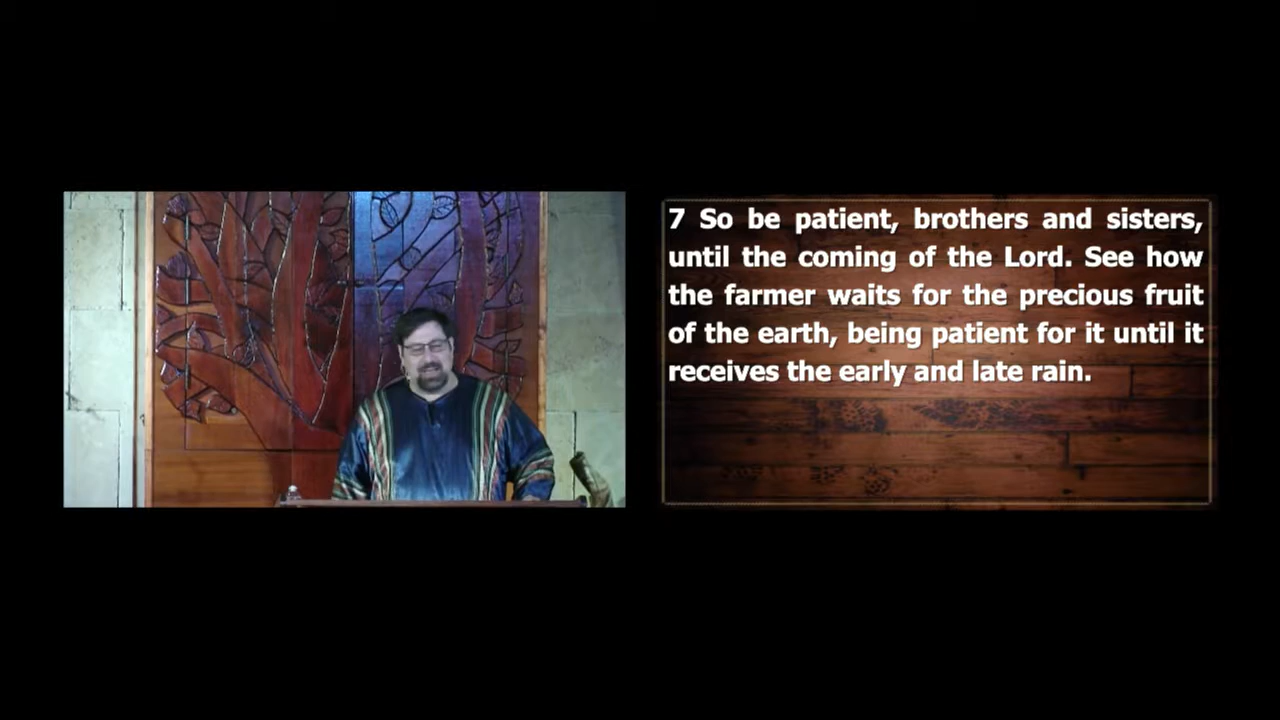 7 So be patient, brothers and sisters,
until the coming of the Lord. See how
the farmer waits for the precious fruit
of the earth, being patient for it until it
receives the early and late rain.